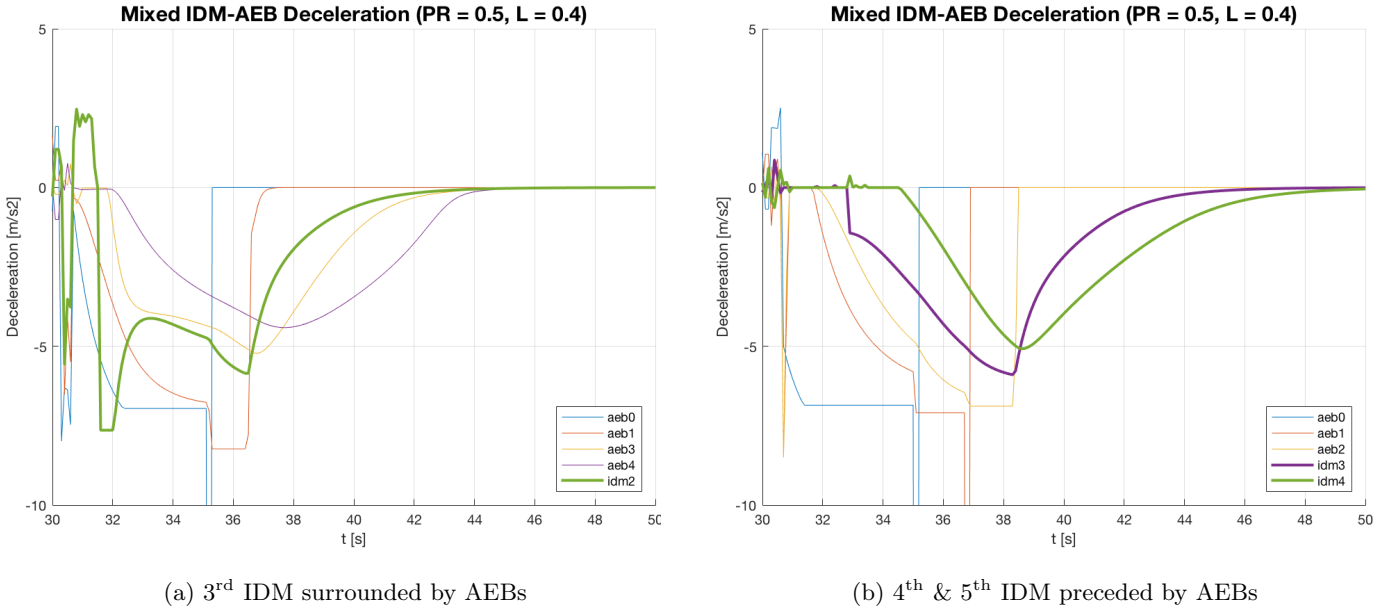 Mixed IDM-AEB Deceleration (PR = 0.5, L = 0.4)
5
0
-5
-10
Decelereation [m/s2]
30
32
34
36
38
40
42
44
46
48
50
t [s]
aeb0
aeb1
aeb3
aeb4
idm2
(a) 3rd IDM surrounded by AEBs
Mixed IDM-AEB Deceleration (PR = 0.5, L = 0.4)
5
0
-5
-10
Decelereation [m/s2]
30
32
34
36
38
40
42
44
46
48
50
t [s]
aeb0
aeb1
aeb2
idm3
idm4
(b) 4th & 5th IDM preceded by AEBs